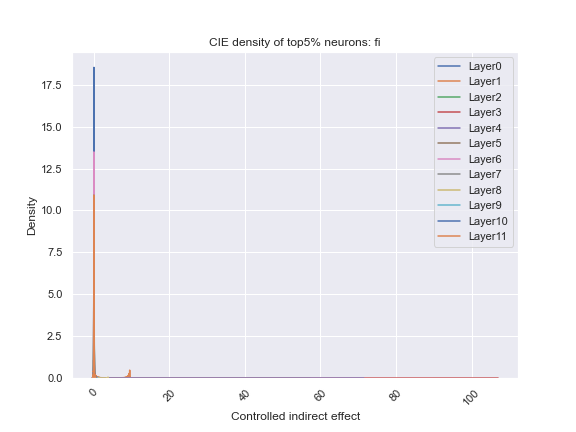 CIE density of top5% neurons: fi
Layer0
Layer1
Layer2
Layer3
Layer4
Layer5
Layer6
Layer7
Layer8
Layer9
Layer10
Layer11
17.5
15.0
12.5
10.0
7.5
5.0
2.5
0.0
Density
0
20
40
60
80
100
Controlled indirect effect